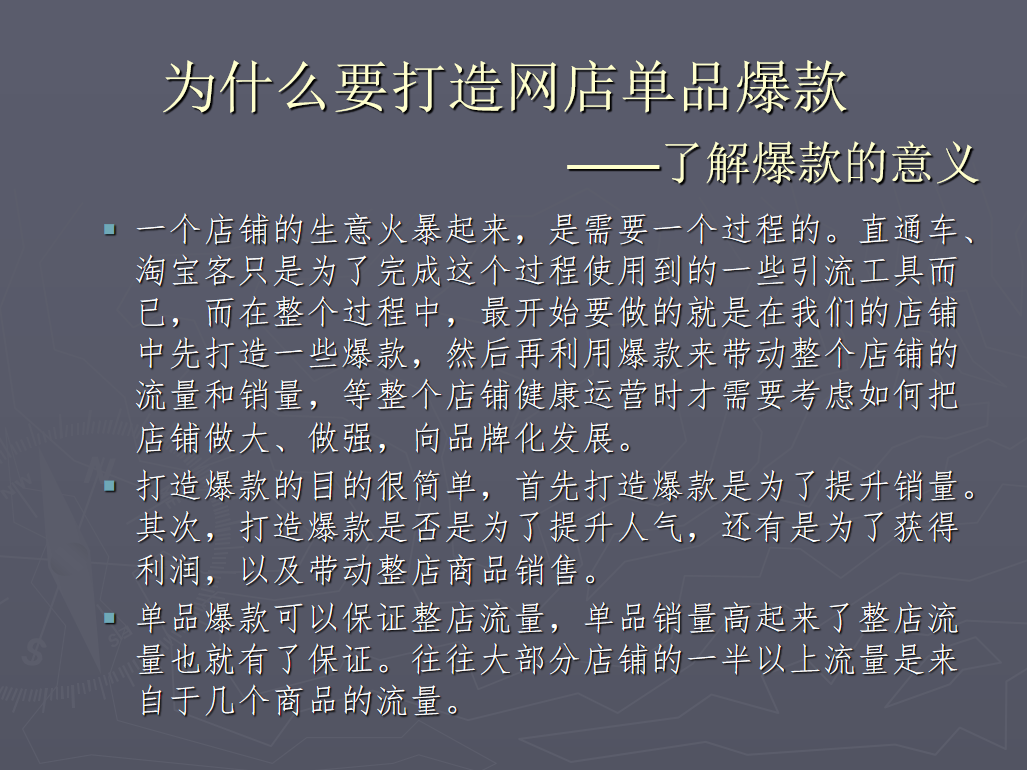 为什么要打造网店单品爆款
——了解爆款的意义
一个店铺的生意火暴起来，是需要一个过程的。直通车、
淘宝客只是为了完成这个过程使用到的一些引流工具而
已，而在整个过程中，最开始要做的就是在我们的店铺
中先打造一些爆款，然后再利用爆款来带动整个店铺的
流量和销量，等整个店铺健康运营时才需要考虑如何把
店铺做大、做强，向品牌化发展。
打造爆款的目的很简单，首先打造爆款是为了提升销量。
其次，打造爆款是否是为了提升人气，还有是为了获得
利润，以及带动整店商品销售。
单品爆款可以保证整店流量，单品销量高起来了整店流
量也就有了保证。往往大部分店铺的一半以上流量是来
自于几个商品的流量。